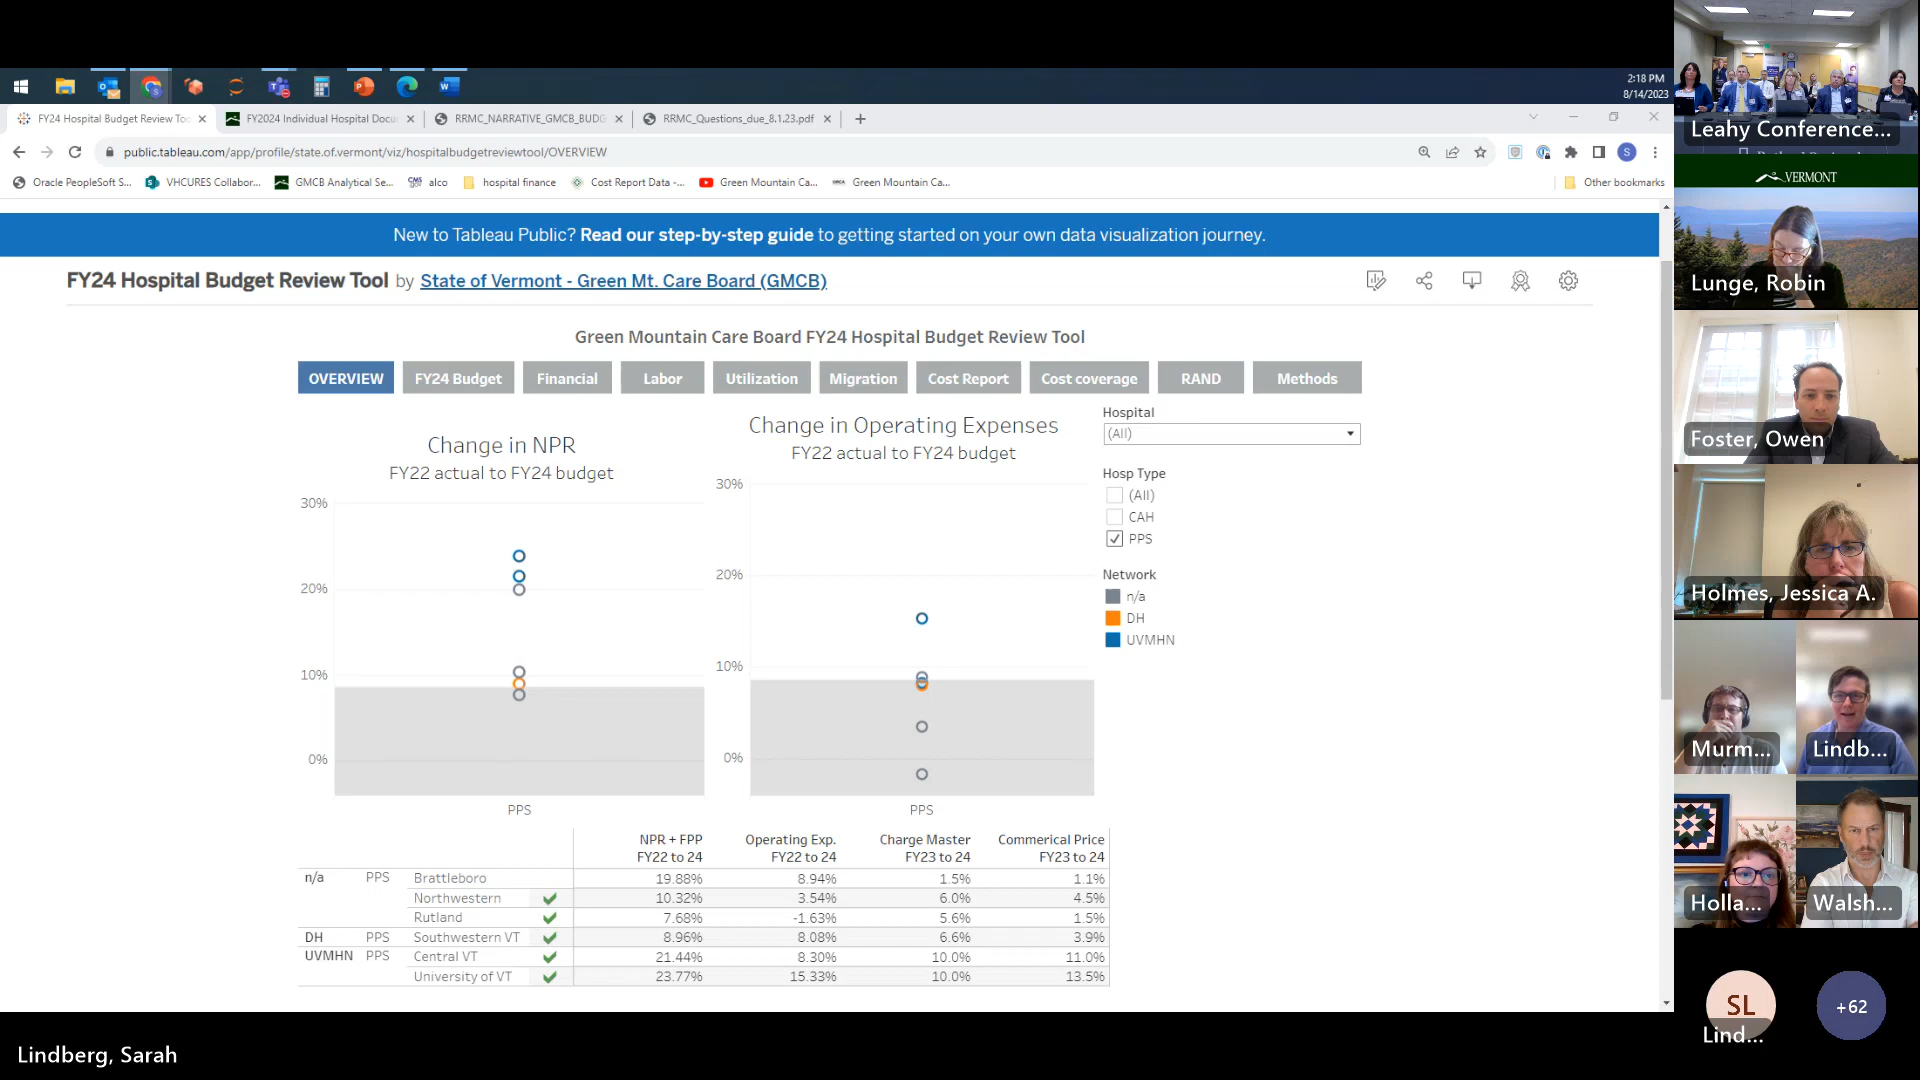 2:18 PM
8/14/2023
FY24 Hospital Budget Review Too
FY2024 Individual Hospital Docu
RRMC_NARRATIVE_GMCB_BUDG
RRMC_Questions_due_8.1.23.pdf
public.tableau.com/app/profile/state.of.vermont/viz/hospitalbudgetreviewtool/OVERVIEW
S
Oracle PeopleSoft S...
VHCURES Collabor...
GMCB Analytical Se...
alco
hospital finance
Cost Report Data -...
Green Mountain Ca...
Green Mountain Ca...
Other bookmarks
New to Tableau Public? Read our step-by-step guide to getting started on your own data visualization journey.
FY24 Hospital Budget Review Tool by State of Vermont - Green Mt. Care Board (GMCB)
Green Mountain Care Board FY24 Hospital Budget Review Tool
OVERVIEW FY24 Budget Financial Labor Utilization Migration Cost Report Cost coverage RAND Methods
Change in NPR
FY22 actual to FY24 budget
30%
20%
10%
0%
PPS
Change in Operating Expenses
FY22 actual to FY24 budget
30%
20%
10%
0%
PPS
Hospital
(All)
Hosp Type
(All)
CAH
PPS
Network
n/a
DH
UVMHN
NPR + FPP Operating Exp. Charge Master Commerical Price
FY22 to 24 FY22 to 24 FY23 to 24 FY23 to 24
n/a PPS Brattleboro 19.88% 8.94% 1.5% 1.1%
Northwestern ✔ 10.32% 3.54% 6.0% 4.5%
Rutland ✔ 7.68% -1.63% 5.6% 1.5%
DH PPS Southwestern VT ✔ 8.96% 8.08% 6.6% 3.9%
UVMHN PPS Central VT ✔ 21.44% 8.30% 10.0% 11.0%
University of VT ✔ 23.77% 15.33% 10.0% 13.5%
Leahy Conference...
VERMONT
Lunge, Robin
Foster, Owen
Holmes, Jessica A.
Murm...
Lindb...
Holla...
Walsh...
SL
Lind...
+62
Lindberg, Sarah